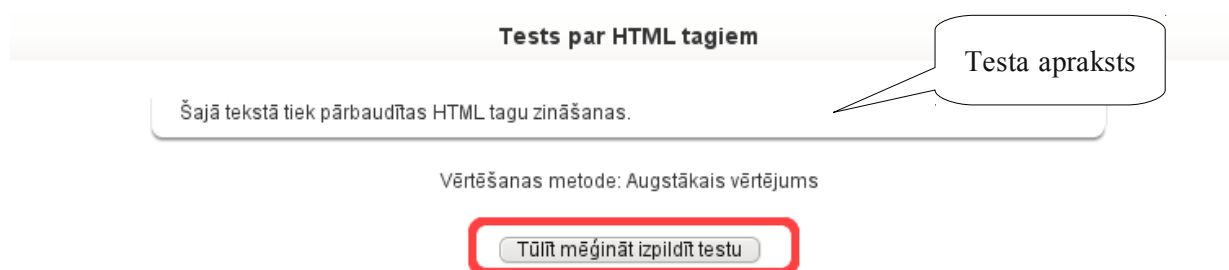 Tests par HTML tagiem
Testa apraksts
Šajā tekstā tiek pārbaudītas HTML tagu zināšanas.
Vērtēšanas metode: Augstākais vērtējums
Tūlīt mēģināt izpildīt testu